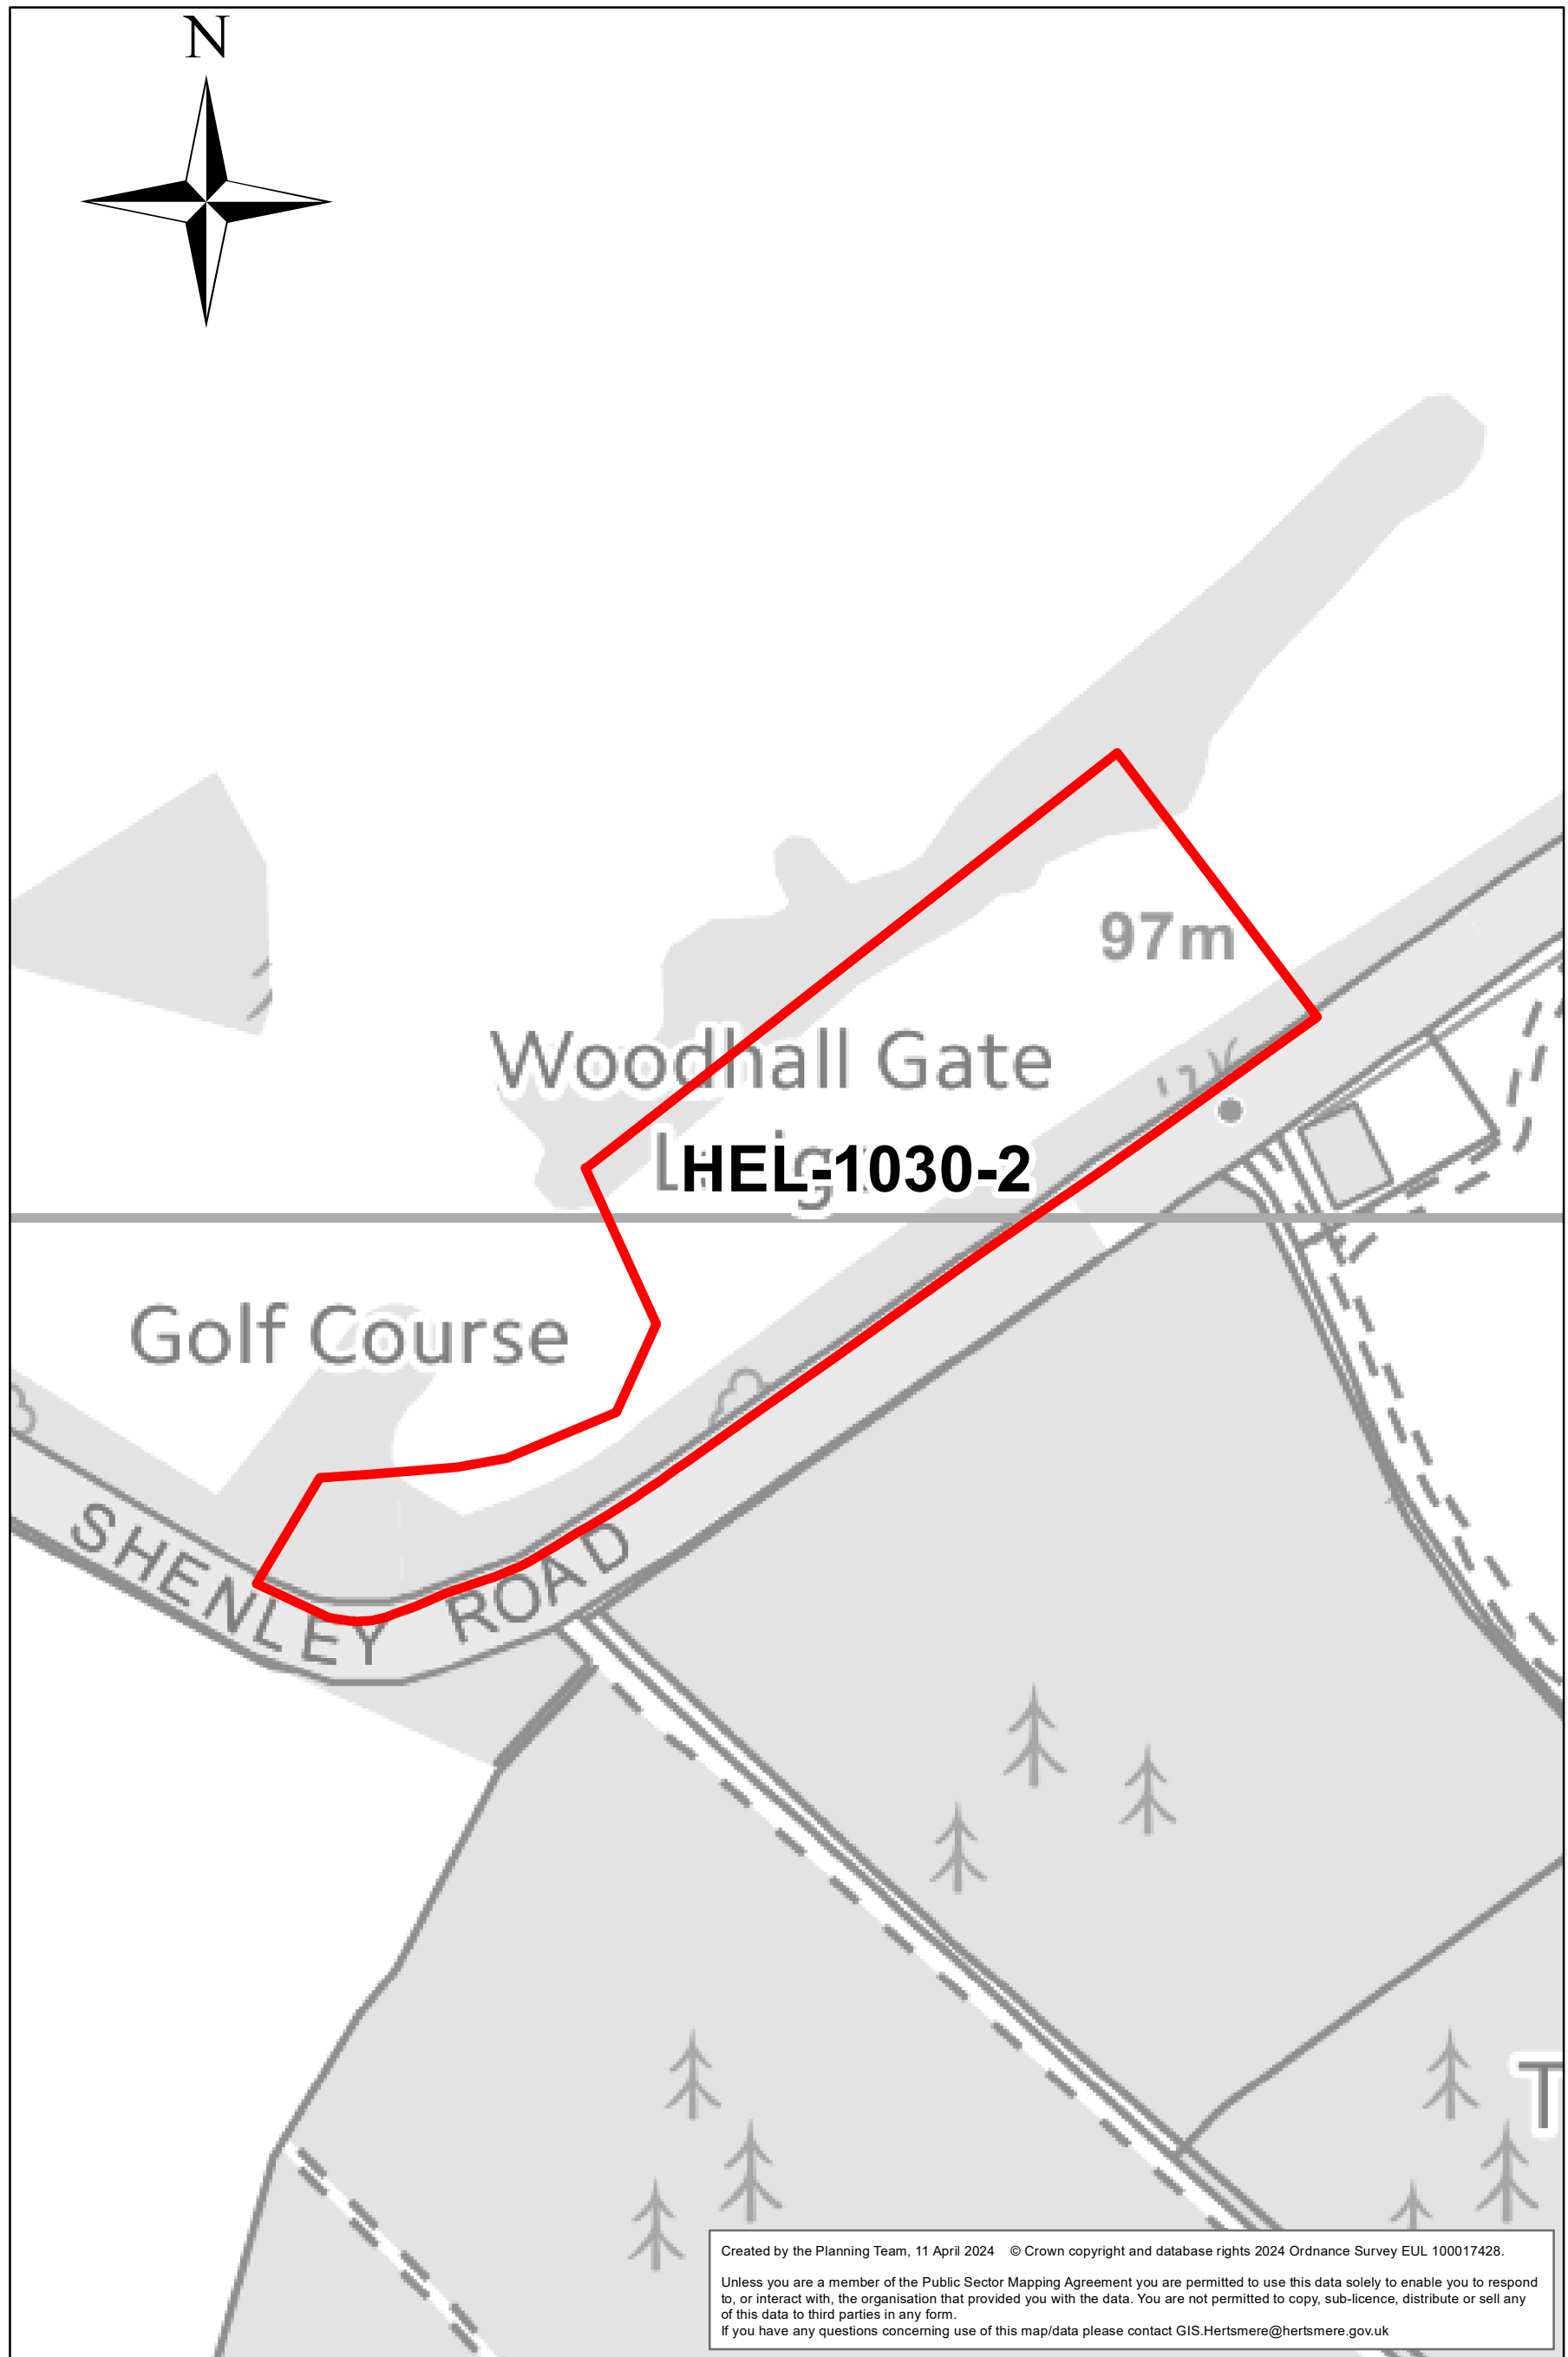 N
97m
Woodhall Gate
HEL-1030-2
Golf Course
SHENLEY ROAD
T
Created by the Planning Team, 11 April 2024 © Crown copyright and database rights 2024 Ordnance Survey EUL 100017428.
Unless you are a member of the Public Sector Mapping Agreement you are permitted to use this data solely to enable you to respond
to, or interact with, the organisation that provided you with the data. You are not permitted to copy, sub-licence, distribute or sell any
of this data to third parties in any form.
If you have any questions concerning use of this map/data please contact GIS.Hertsmere@hertsmere.gov.uk